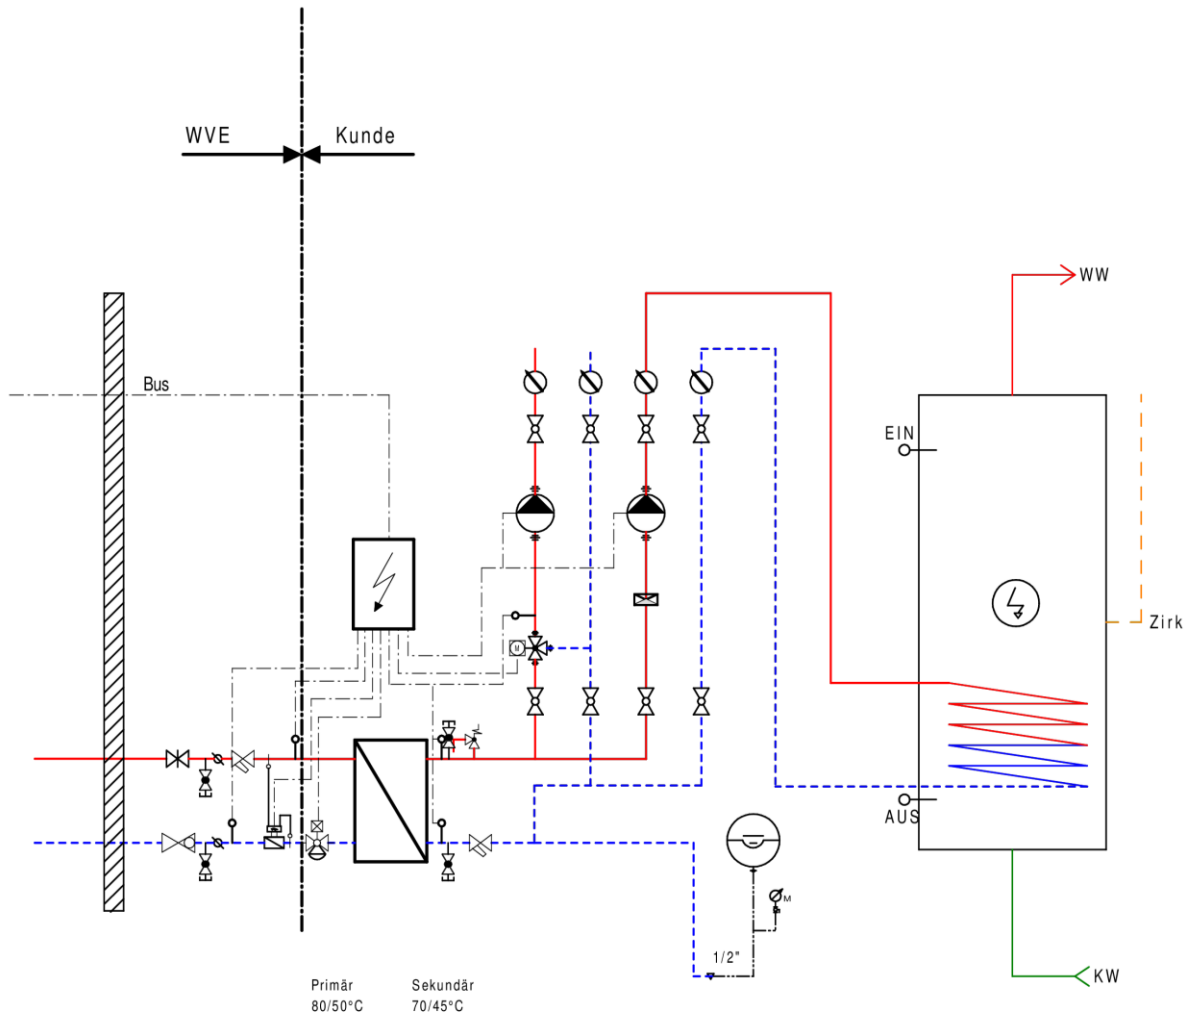 WVE
Kunde
WW
Bus
EIN
Zirk
M
AUS
M
1/2"
KW
Primär
80/50°C
Sekundär
70/45°C